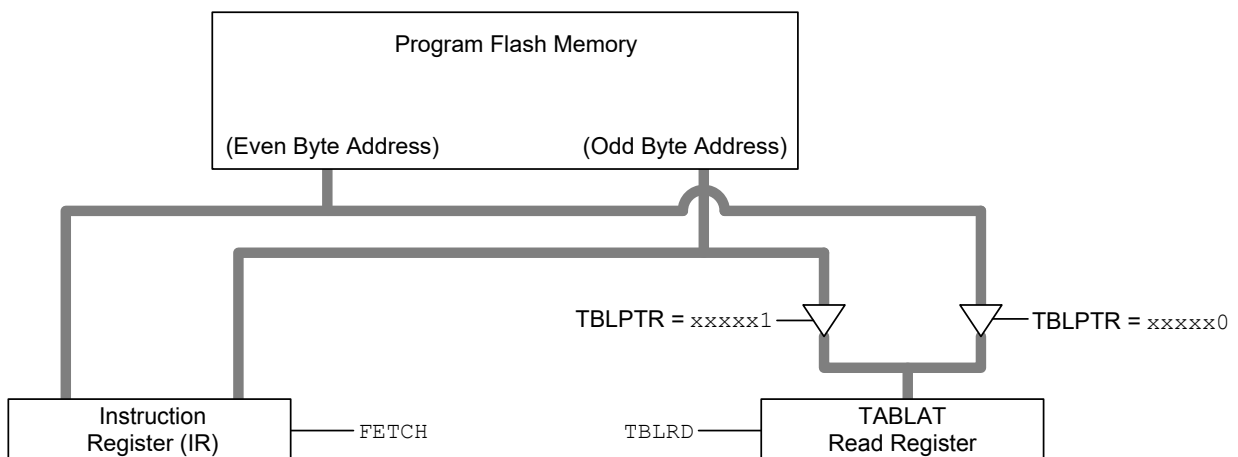 Program Flash Memory
(Even Byte Address)
(Odd Byte Address)
TBLPTR = xxxxx1
TBLPTR = xxxxx0
Instruction
Register (IR)
FETCH
TBLRD
TABLAT
Read Register